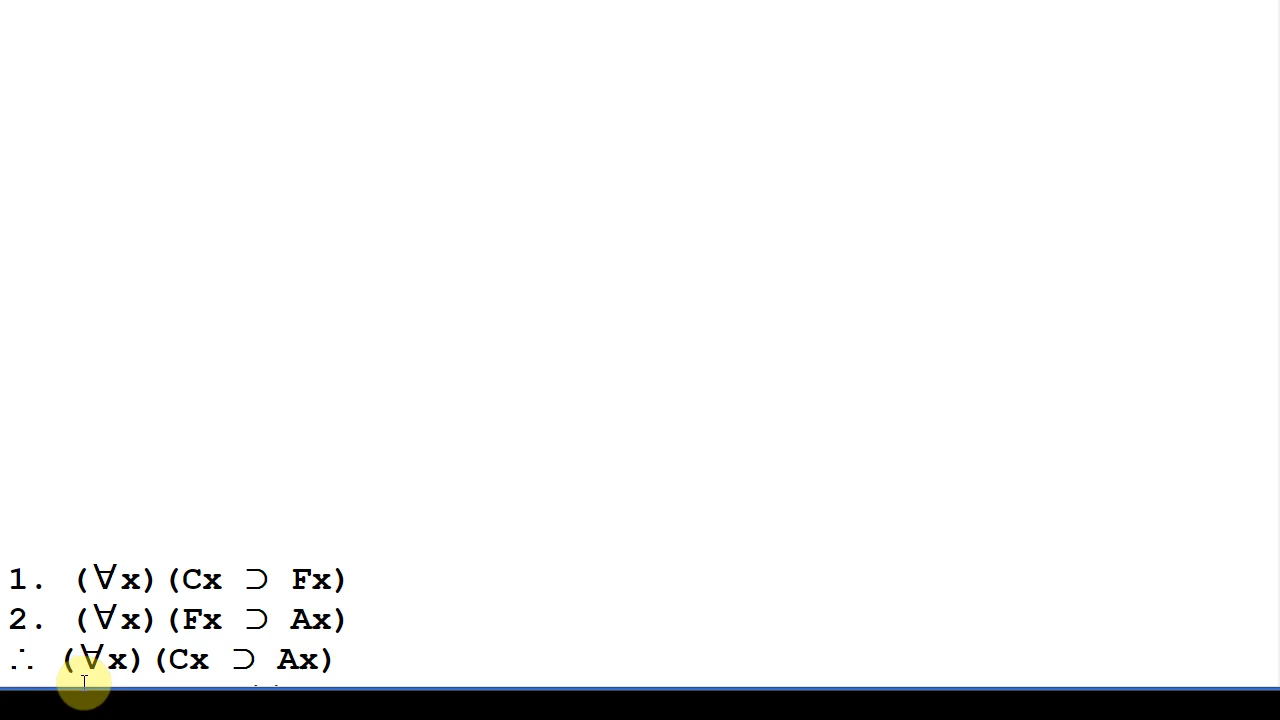 1. (∀x)(Cx ⊃ Fx)
2. (∀x)(Fx ⊃ Ax)
∴ (∀x)(Cx ⊃ Ax)